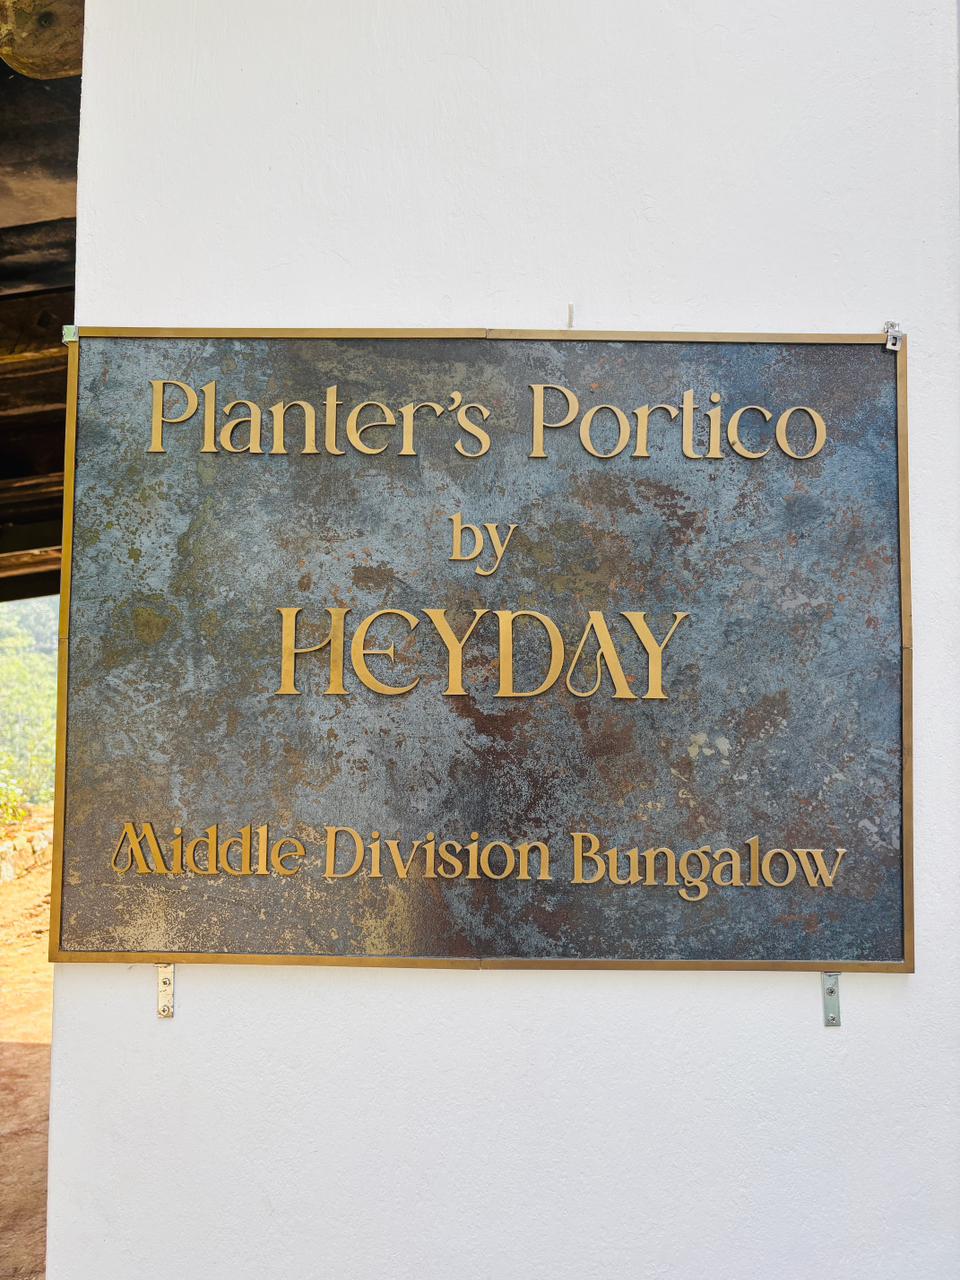 Planter's Portico
by
HEYDAY
Middle Division Bungalow